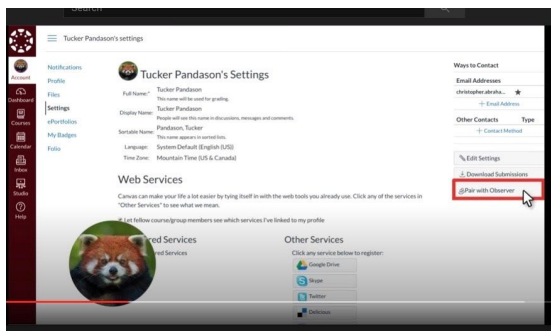 Search
Tucker Pandason's settings
Account
Dashboard
Courses
Calendar
Inbox
Studio
Help
Notifications
Profile
Files
Settings
ePortfolios
My Badges
Folio
Tucker Pandason's Settings
Full Name:* Tucker Pandason
This name will be used for grading.
Display Name: Tucker Pandason
People will see this name in discussions, messages and comments.
Sortable Name: Pandason, Tucker
This name appears in sorted lists.
Language: System Default (English (US))
Time Zone: Mountain Time (US & Canada)
Web Services
Canvas can make your life a lot easier by tying itself in with the web tools you already use. Click any of the services in
"Other Services" to see what we mean.
Let fellow course/group members see which services I've linked to my profile
red Services
red Services
Other Services
Click any service below to register:
Google Drive
Skype
Twitter
Delicious
Ways to Contact
Email Addresses
christopher.abraha...
+ Email Address
Other Contacts Type
+ Contact Method
Edit Settings
Download Submissions
Pair with Observer